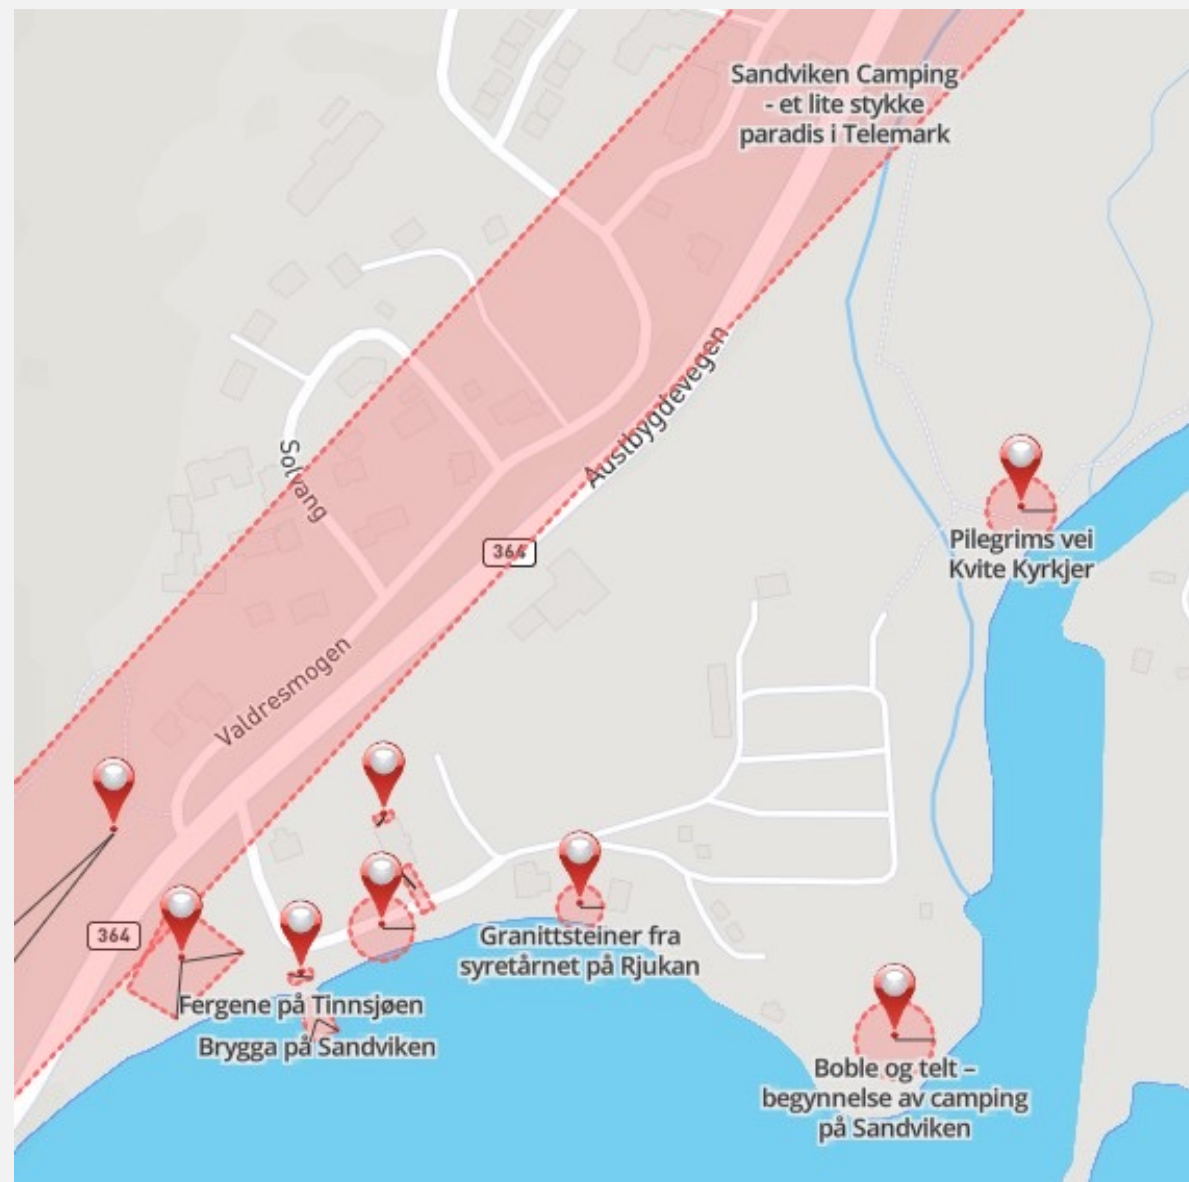 Sandviken Camping
- et lite stykke
paradis i Telemark
Austbygdevegen
Solvang
364
Pilegrims vei
Kvite Kyrkjer
Valdresmogen
364
Granittsteiner fra
syretårnet på Rjukan
Fergene på Tinnsjøen
Brygga på Sandviken
Boble og telt –
begynnelse av camping
på Sandviken